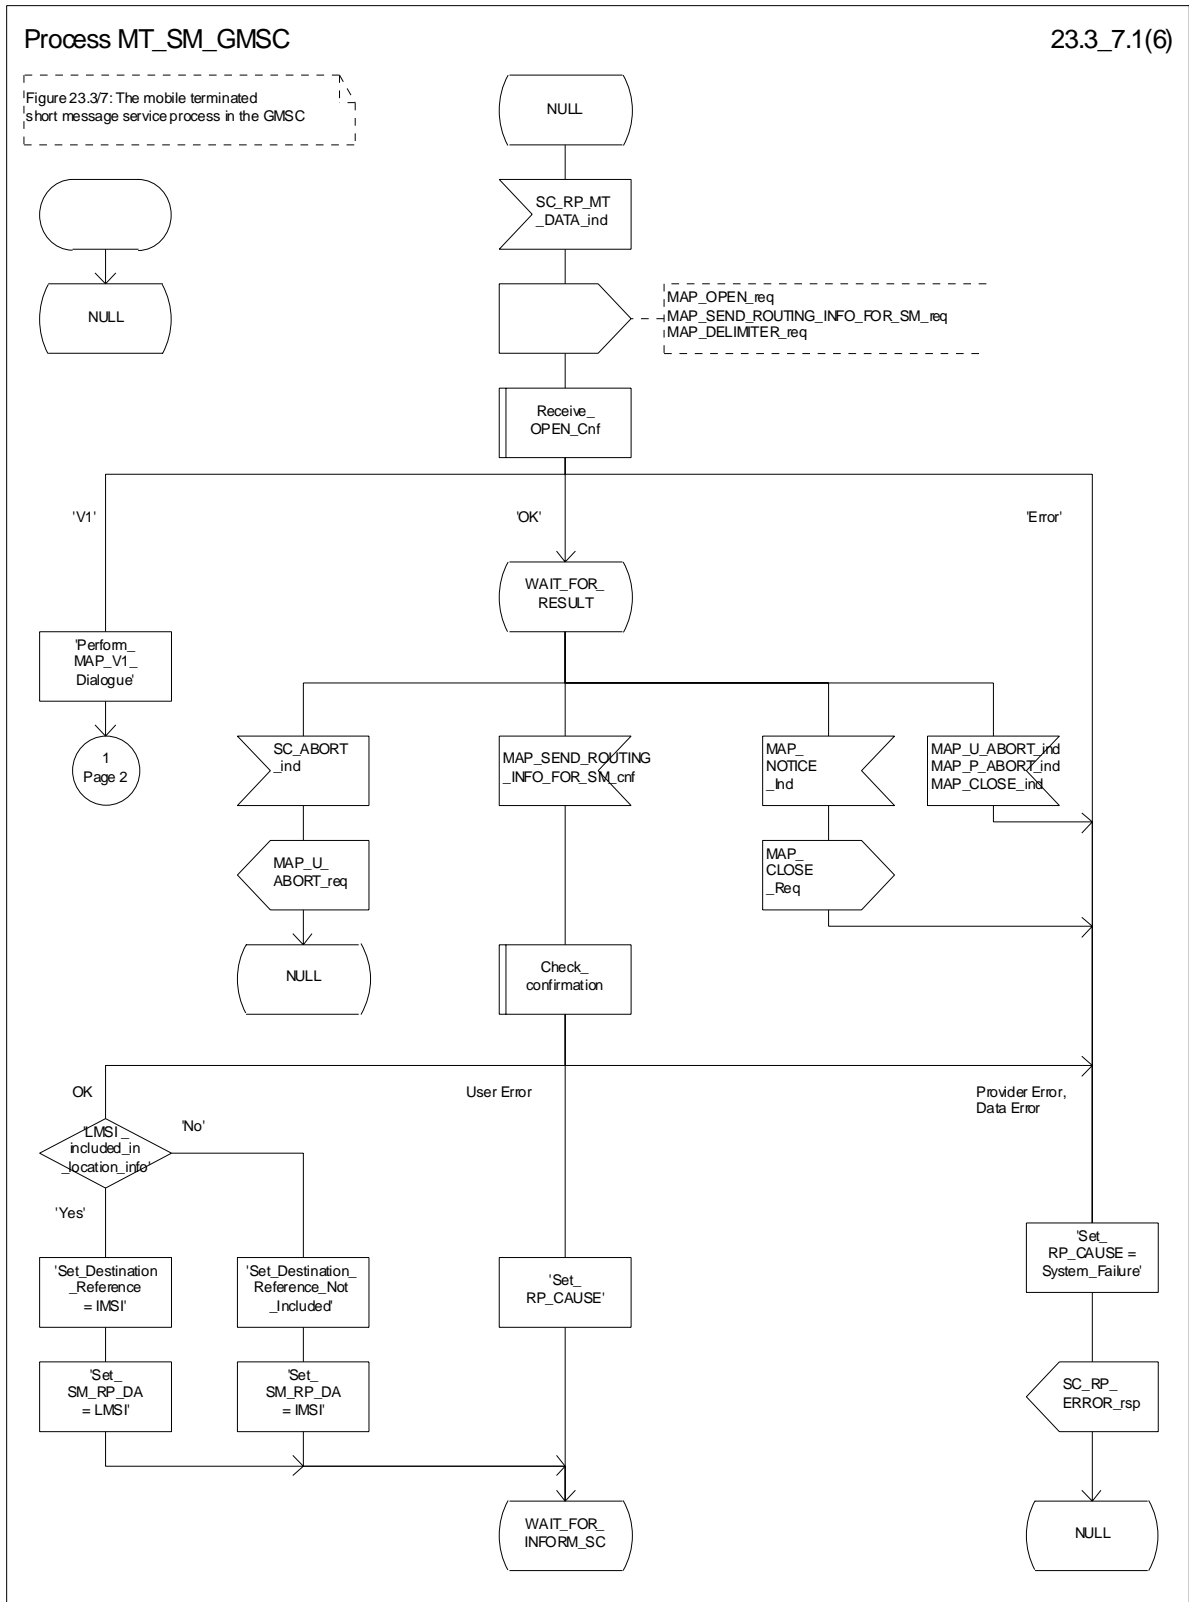 Process MT_SM_GMSC
23.3_7.1(6)
Figure 23.3/7: The mobile terminated
short message service process in the GMSC
NULL
SC_RP_MT
_DATA_ind
NULL
MAP_OPEN_req
MAP_SEND_ROUTING_INFO_FOR_SM_req
MAP_DELIMITER_req
Receive_
OPEN_Cnf
'V1'
'OK'
'Error'
WAIT_FOR_
RESULT
'Perform_
MAP_V1_
Dialogue'
1
Page 2
SC_ABORT
_ind
MAP_SEND_ROUTING
_INFO_FOR_SM_cnf
MAP_
NOTICE
_Ind
MAP_U_ABORT_ind
MAP_P_ABORT_ind
MAP_CLOSE_ind
MAP_U_
ABORT_req
MAP_
CLOSE
_Req
NULL
Check_
confirmation
OK
User Error
Provider Error,
Data Error
'LMSI_
included_in
_location_info'
'No'
'Yes'
'Set_Destination
_Reference
= IMSI'
'Set_Destination_
Reference_Not
_Included'
'Set_
RP_CAUSE'
'Set_
RP_CAUSE =
System_Failure'
'Set_
SM_RP_DA
= LMSI'
'Set_
SM_RP_DA
= IMSI'
SC_RP_
ERROR_rsp
WAIT_FOR_
INFORM_SC
NULL